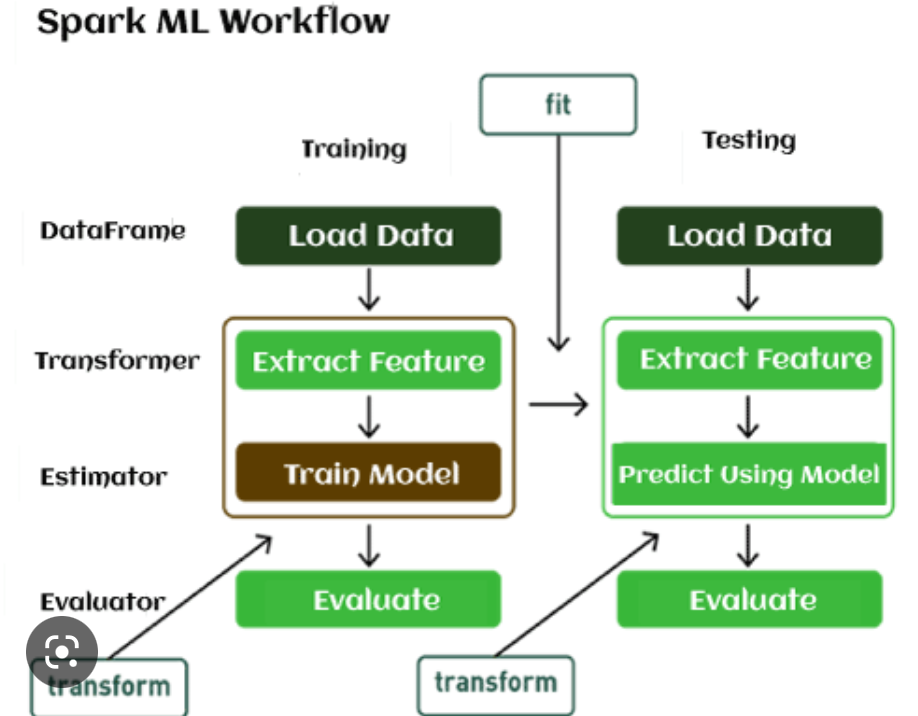 Spark ML Workflow
fit
Training
Testing
DataFrame
Load Data
Load Data
Transformer
Extract Feature
Extract Feature
Estimator
Train Model
Predict Using Model
Evaluator
Evaluate
Evaluate
transform
transform